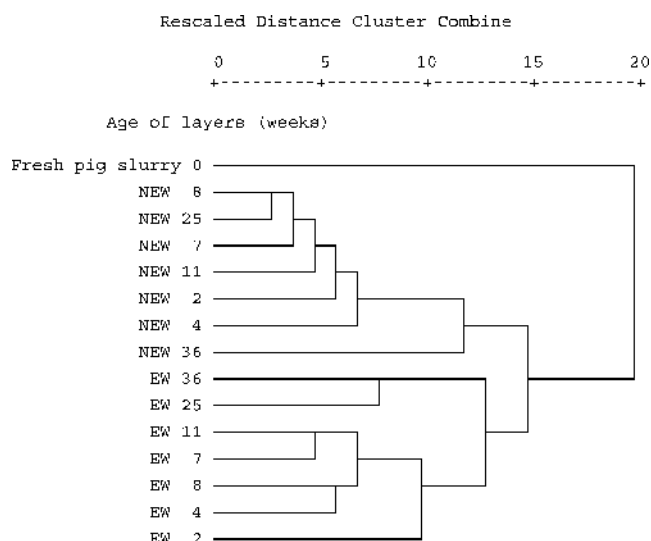 Rescaled Distance Cluster Combine
0 5 10 15 20
+---------+---------+---------+---------+
Age of layers (weeks)
Fresh pig slurry 0
NEW 8
NEW 25
NEW 7
NEW 11
NEW 2
NEW 4
NEW 36
EW 36
EW 25
EW 11
EW 7
EW 8
EW 4
EW 2